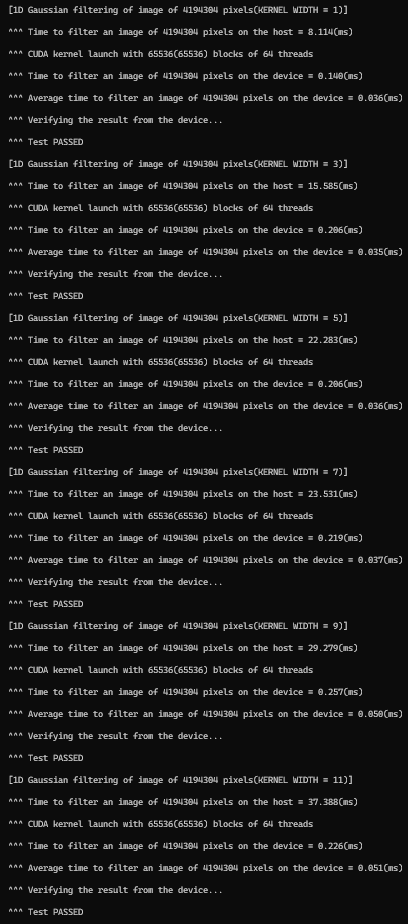 [1D Gaussian filtering of image of 4194304 pixels(KERNEL WIDTH = 1)]
^^^ Time to filter an image of 4194304 pixels on the host = 8.114(ms)
^^^ CUDA kernel launch with 65536(65536) blocks of 64 threads
^^^ Time to filter an image of 4194304 pixels on the device = 0.140(ms)
^^^ Average time to filter an image of 4194304 pixels on the device = 0.036(ms)
^^^ Verifying the result from the device...
^^^ Test PASSED
[1D Gaussian filtering of image of 4194304 pixels(KERNEL WIDTH = 3)]
^^^ Time to filter an image of 4194304 pixels on the host = 15.585(ms)
^^^ CUDA kernel launch with 65536(65536) blocks of 64 threads
^^^ Time to filter an image of 4194304 pixels on the device = 0.206(ms)
^^^ Average time to filter an image of 4194304 pixels on the device = 0.035(ms)
^^^ Verifying the result from the device...
^^^ Test PASSED
[1D Gaussian filtering of image of 4194304 pixels(KERNEL WIDTH = 5)]
^^^ Time to filter an image of 4194304 pixels on the host = 22.283(ms)
^^^ CUDA kernel launch with 65536(65536) blocks of 64 threads
^^^ Time to filter an image of 4194304 pixels on the device = 0.206(ms)
^^^ Average time to filter an image of 4194304 pixels on the device = 0.036(ms)
^^^ Verifying the result from the device...
^^^ Test PASSED
[1D Gaussian filtering of image of 4194304 pixels(KERNEL WIDTH = 7)]
^^^ Time to filter an image of 4194304 pixels on the host = 23.531(ms)
^^^ CUDA kernel launch with 65536(65536) blocks of 64 threads
^^^ Time to filter an image of 4194304 pixels on the device = 0.219(ms)
^^^ Average time to filter an image of 4194304 pixels on the device = 0.037(ms)
^^^ Verifying the result from the device...
^^^ Test PASSED
[1D Gaussian filtering of image of 4194304 pixels(KERNEL WIDTH = 9)]
^^^ Time to filter an image of 4194304 pixels on the host = 29.279(ms)
^^^ CUDA kernel launch with 65536(65536) blocks of 64 threads
^^^ Time to filter an image of 4194304 pixels on the device = 0.257(ms)
^^^ Average time to filter an image of 4194304 pixels on the device = 0.050(ms)
^^^ Verifying the result from the device...
^^^ Test PASSED
[1D Gaussian filtering of image of 4194304 pixels(KERNEL WIDTH = 11)]
^^^ Time to filter an image of 4194304 pixels on the host = 37.388(ms)
^^^ CUDA kernel launch with 65536(65536) blocks of 64 threads
^^^ Time to filter an image of 4194304 pixels on the device = 0.226(ms)
^^^ Average time to filter an image of 4194304 pixels on the device = 0.051(ms)
^^^ Verifying the result from the device...
^^^ Test PASSED